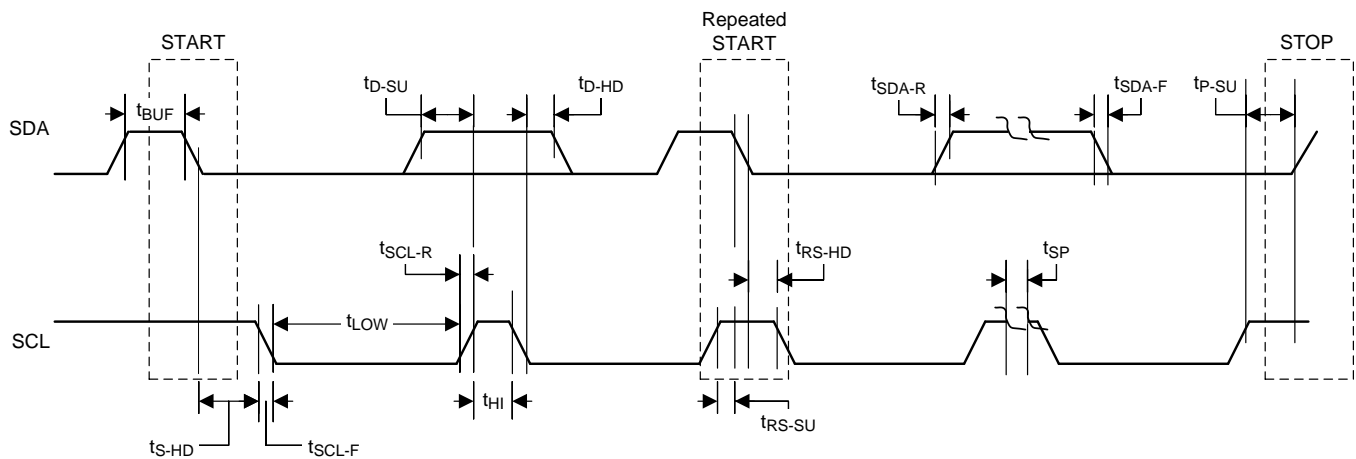 START
Repeated
START
STOP
SDA
tBUF
tD-SU
tD-HD
tSDA-R
tSDA-F
tP-SU
tSCL-R
tRS-HD
tSP
SCL
tLOW
tHI
tRS-SU
tS-HD
tSCL-F